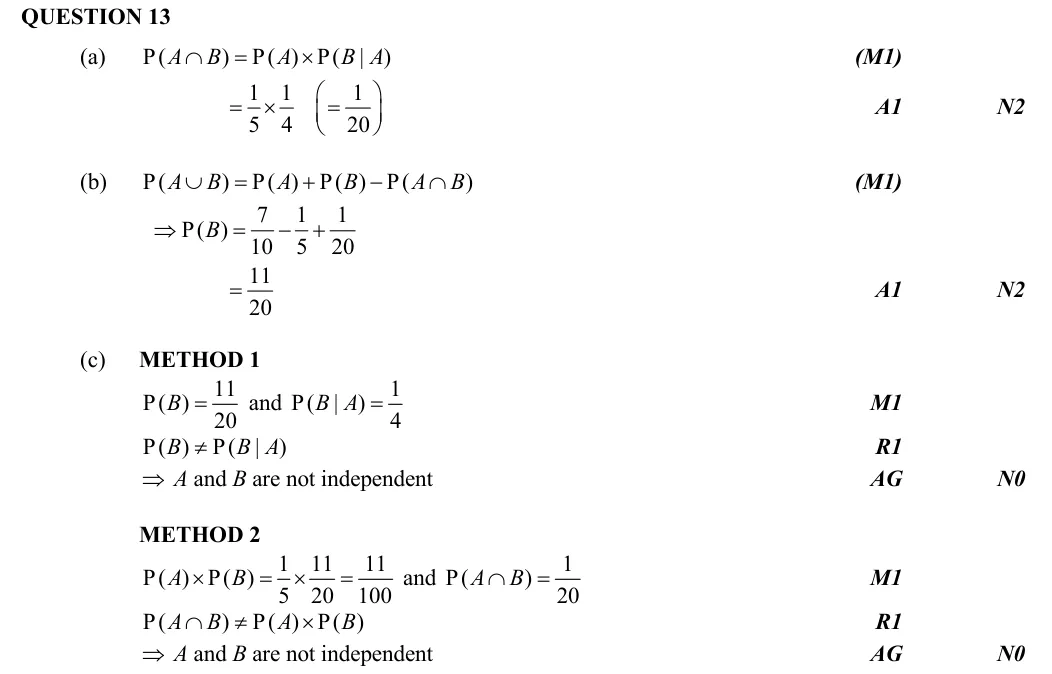 QUESTION 13
(a) P(A∩B) = P(A)×P(B|A) (M1)
= 1/5 × 1/4 (= 1/20) A1 N2
(b) P(A∪B) = P(A)+P(B)−P(A∩B) (M1)
⇒ P(B) = 7/10 − 1/5 + 1/20
= 11/20 A1 N2
(c) METHOD 1
P(B) = 11/20 and P(B|A) = 1/4 M1
P(B) ≠ P(B|A) R1
⇒ A and B are not independent AG N0
METHOD 2
P(A)×P(B) = 1/5 × 11/20 = 11/100 and P(A∩B) = 1/20 M1
P(A∩B) ≠ P(A)×P(B) R1
⇒ A and B are not independent AG N0